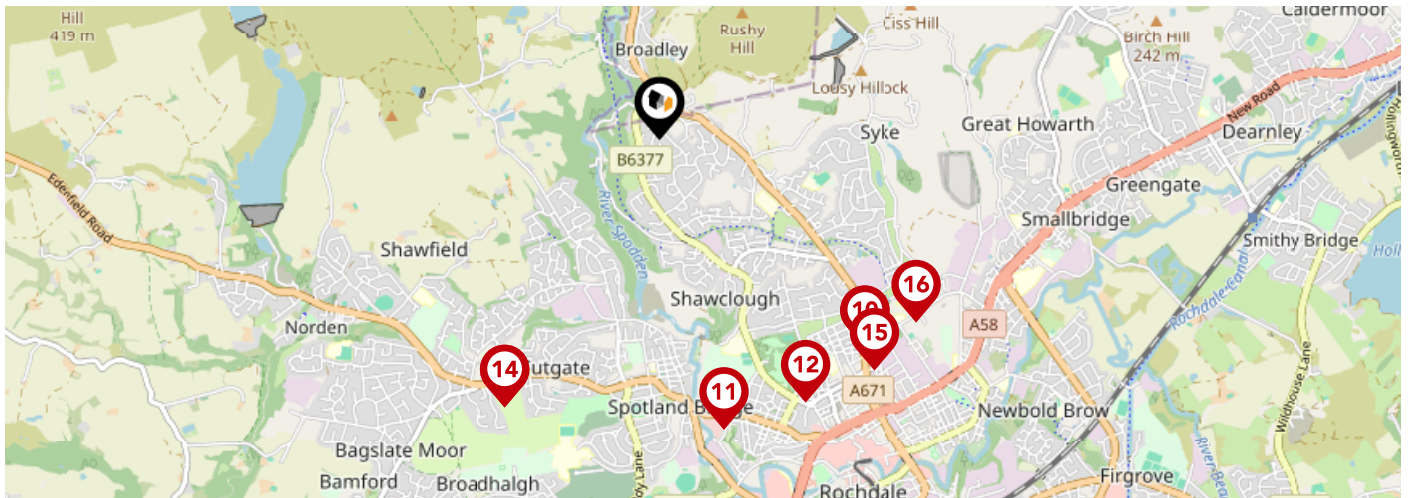 Hill
419 m
Broadley
Rushy
Hill
Ciss Hill
Caldermoor
Birch Hill
242 m
Lousy Hillock
New Road
Syke
Great Howarth
Dearnley
B6377
Edenfield Road
River Spodden
Greengate
Smallbridge
Shawfield
Smithy Bridge
Rochdale Canal
Shawclough
16
10
15
A58
Norden
14
12
11
A671
Spotland
Newbold Brow
Wildhouse Lane
Bagslate Moor
Bamford
Broadhalgh
Rochdale
Firgrove